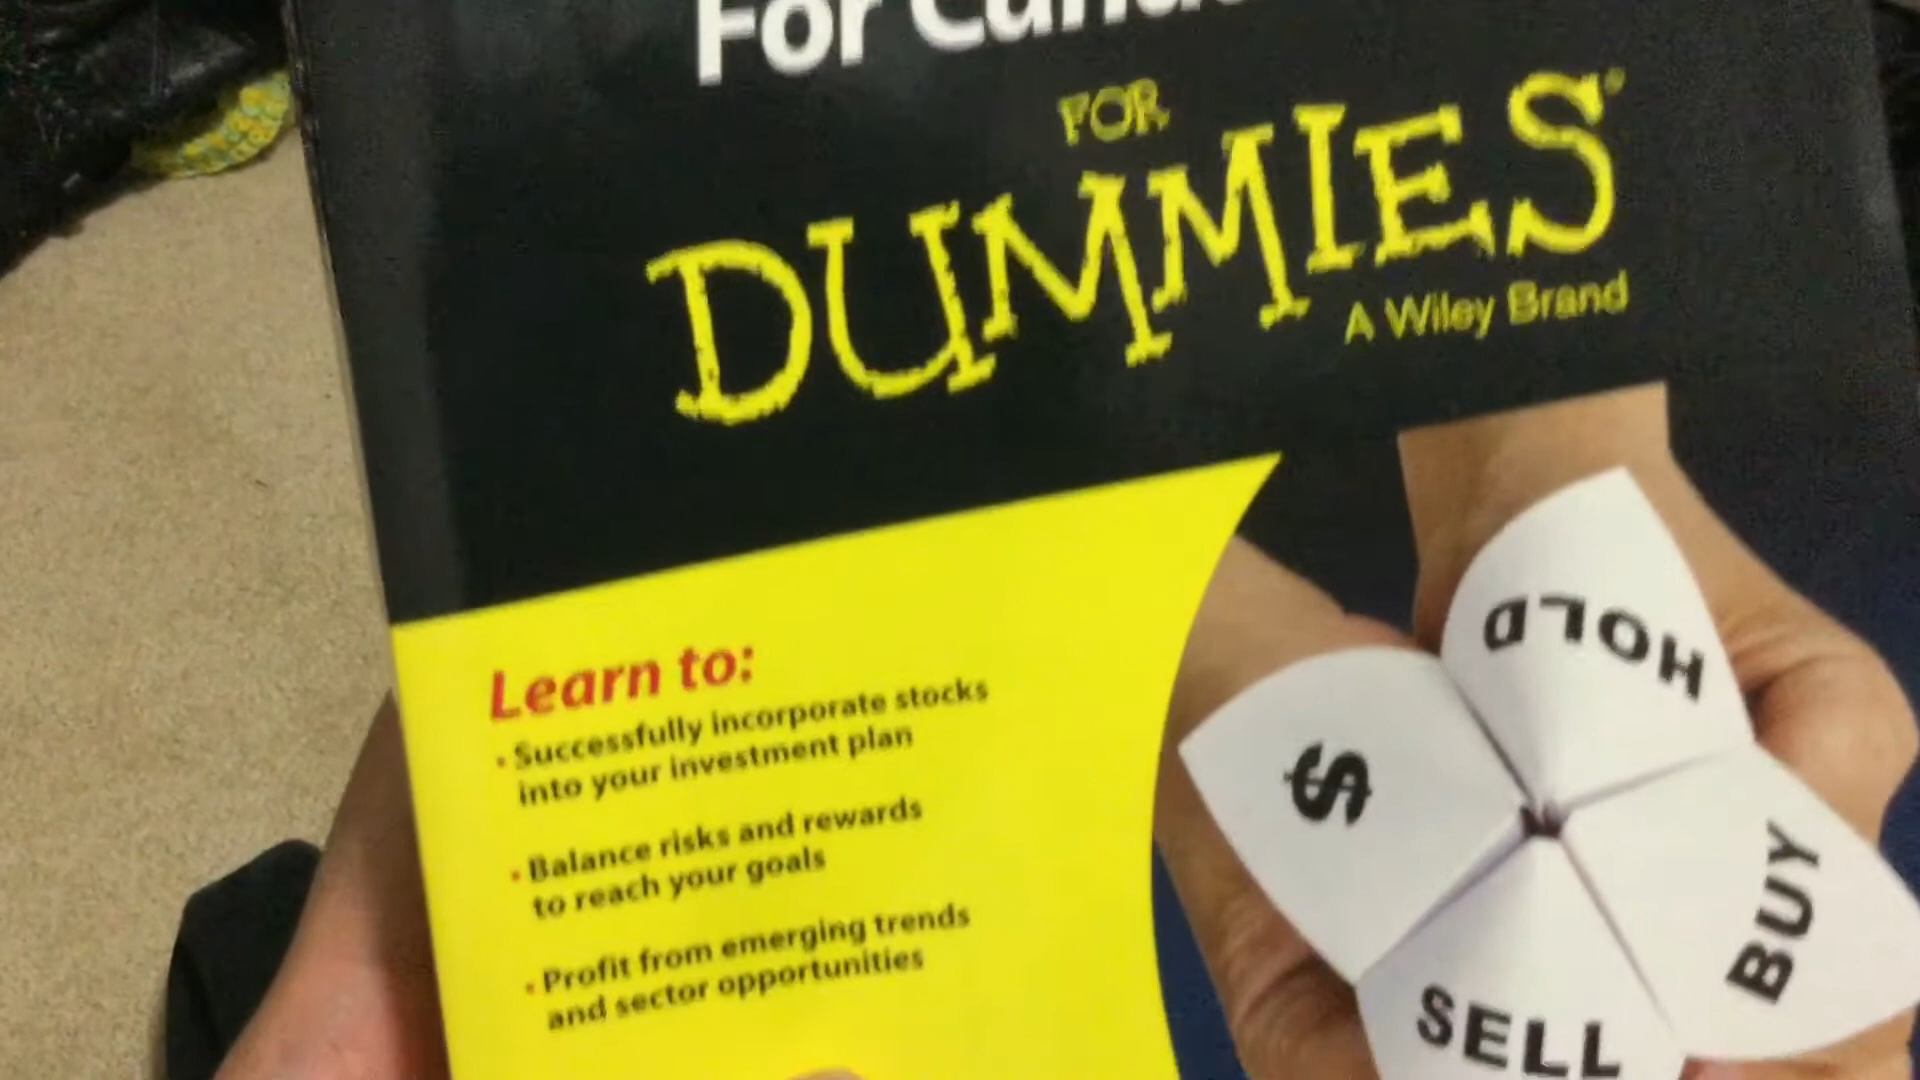 For
FOR
DUMMIES®
A Wiley Brand
Learn to:
• Successfully incorporate stocks
into your investment plan
• Balance risks and rewards
to reach your goals
• Profit from emerging trends
and sector opportunities
HOLD
$
BUY
SELL